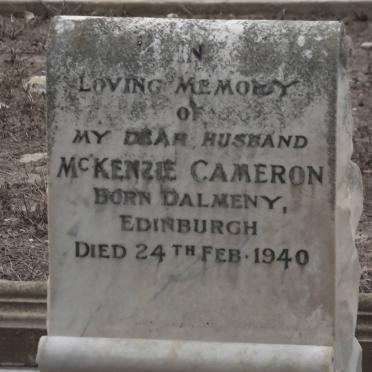 IN
LOVING MEMORY
OF
MY DEAR HUSBAND
McKENZIE CAMERON
BORN DALMENY,
EDINBURGH
DIED 24TH FEB. 1940